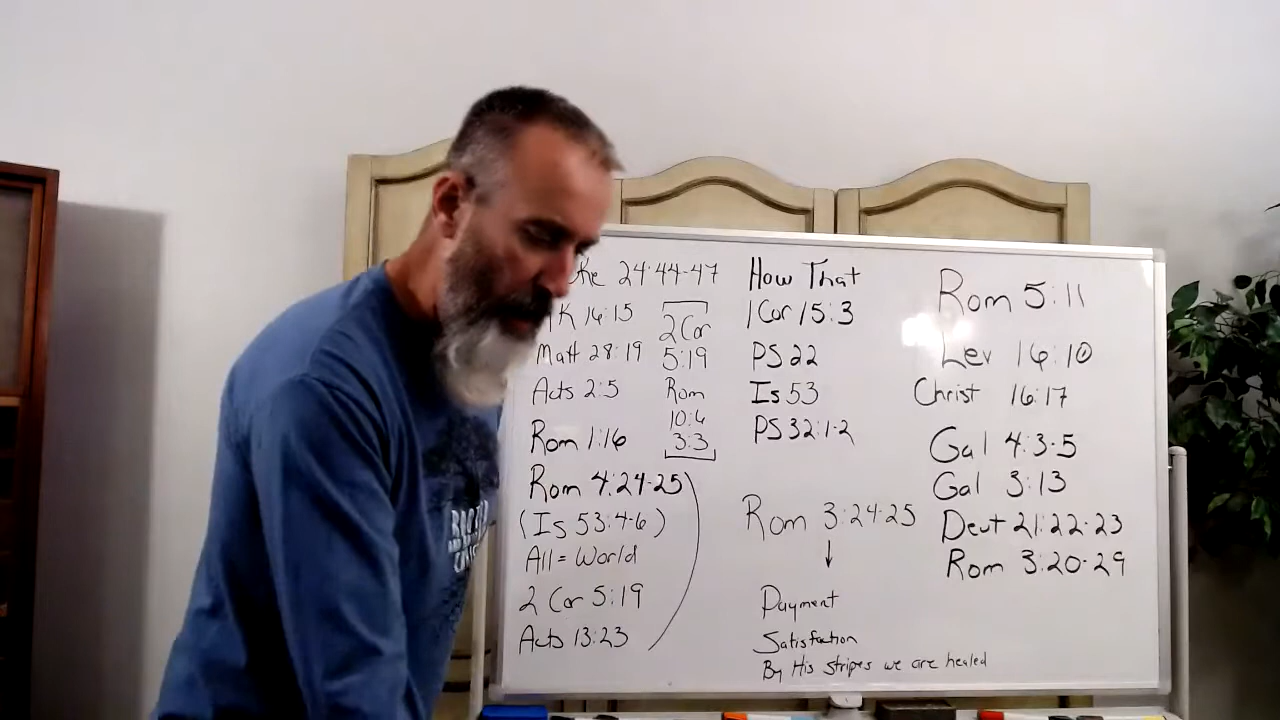 ke 24:44-47
K 16:15
Matt 28:19
Acts 2:5
Rom 1:16
Rom 4:24-25
(Is 53:4-6)
All = World
2 Cor 5:19
Acts 13:23
2 Cor
5:19
Rom
10:6
3:3
How That
1 Cor 15:3
PS 22
Is 53
PS 32:1-2
Rom 3:24-25
↓
Payment
Satisfaction
By His stripes we are healed
Rom 5:11
Lev 16:10
Christ 16:17
Gal 4:3-5
Gal 3:13
Deut 21:22-23
Rom 3:20-29